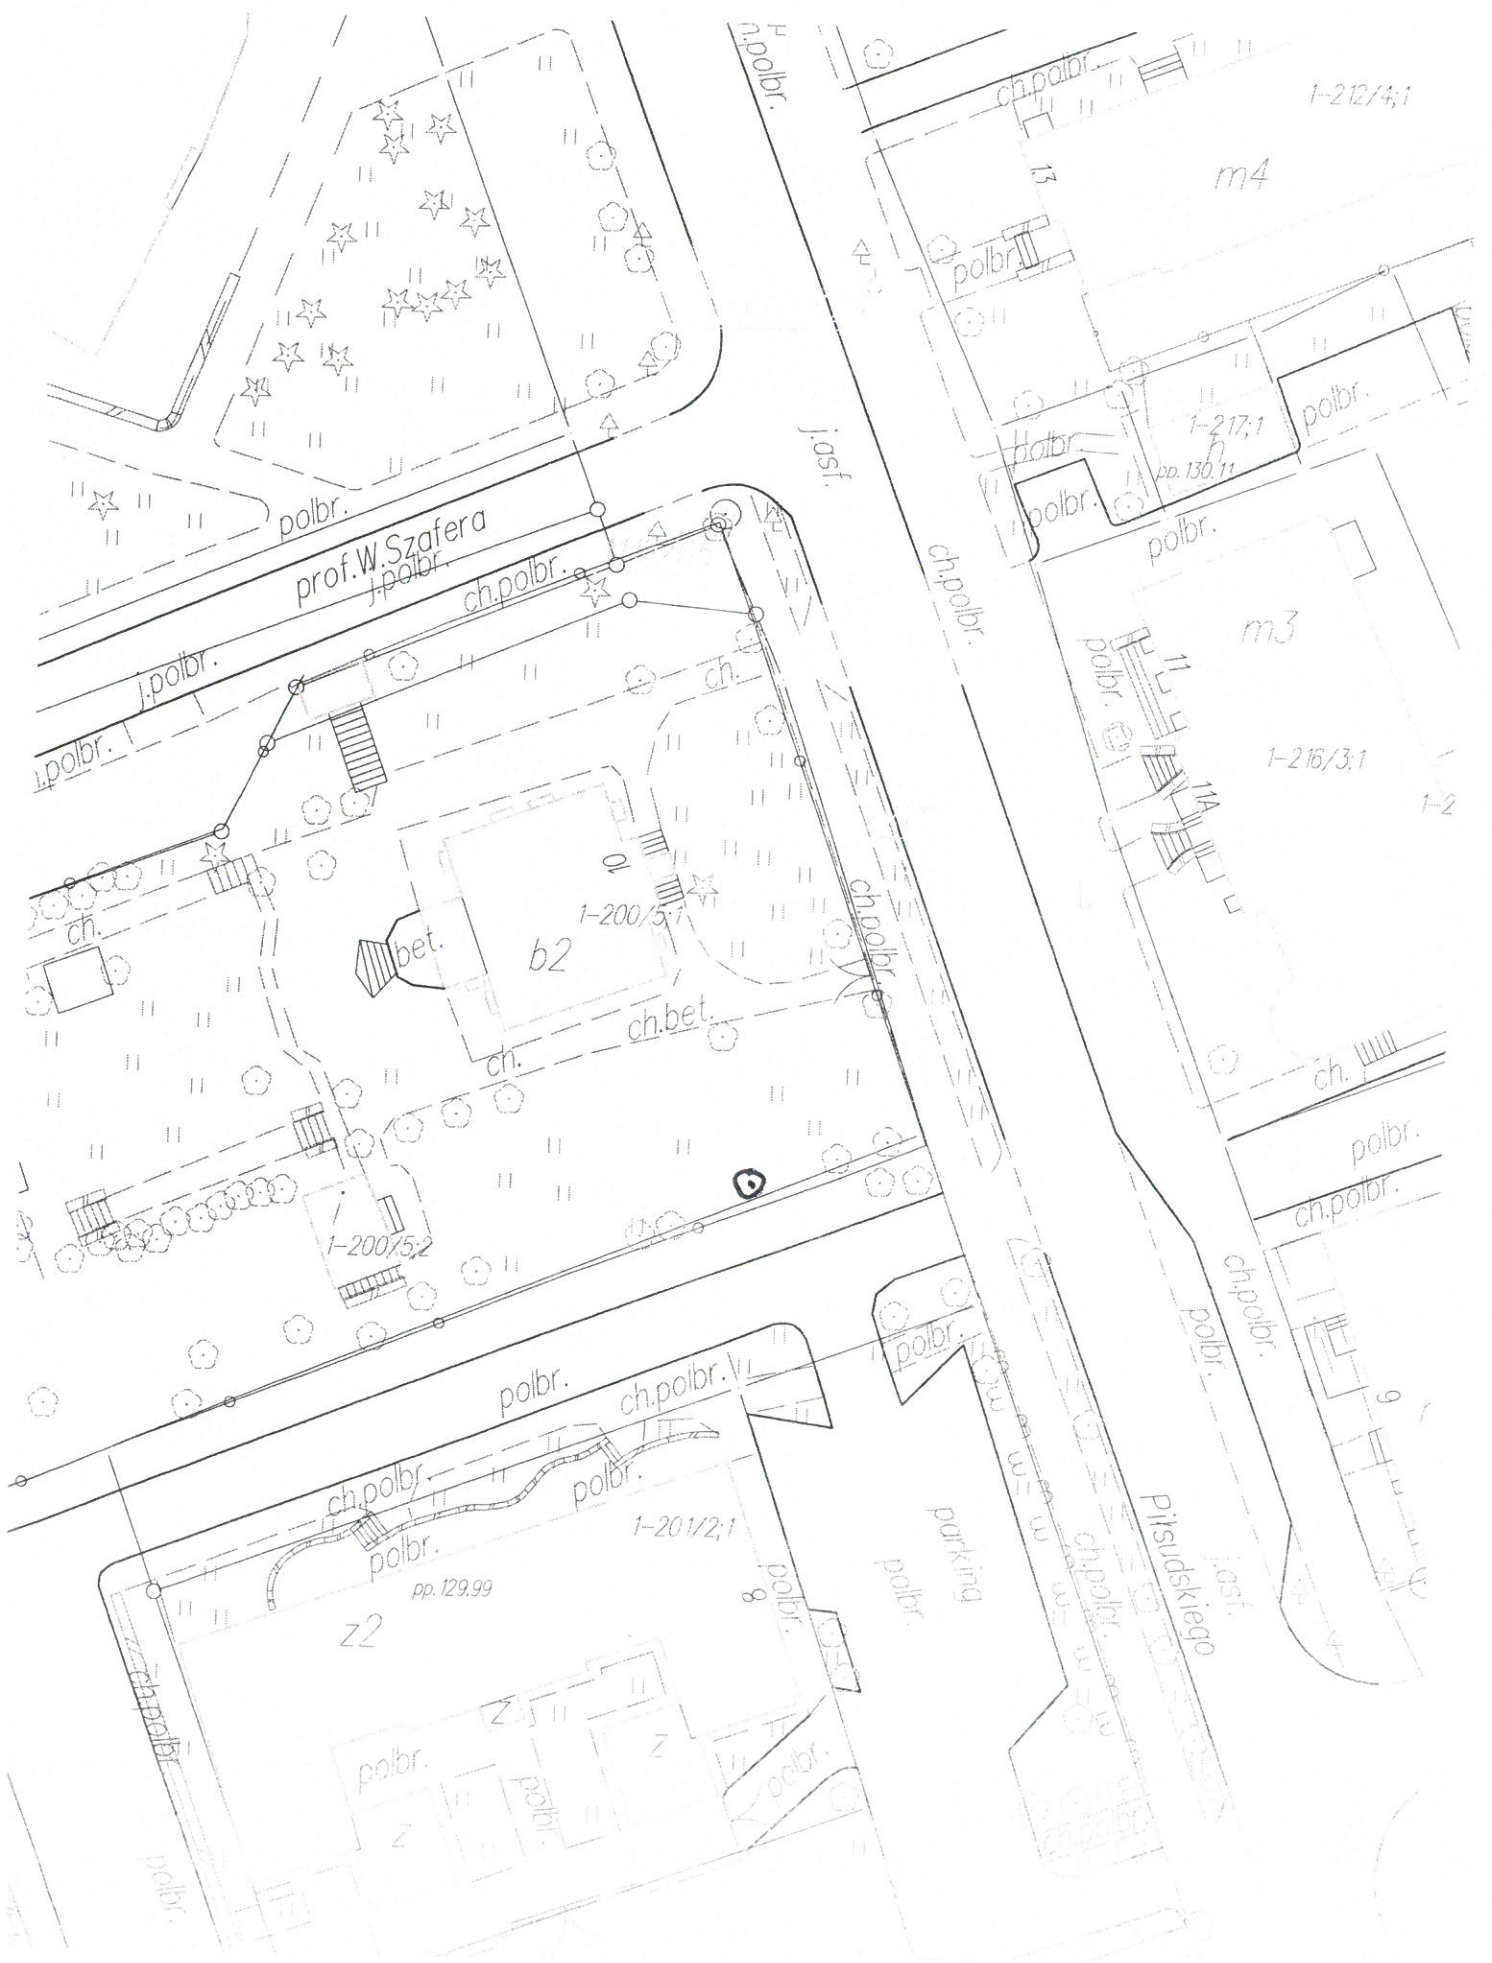 ch.polbr.
1-212/4;1
13
m4
polbr.
polbr.
1-217;1
h
pp.130.11
polbr.
polbr.
j.asf.
polbr.
prof.W.Szafera
j.polbr.
ch.polbr.
j.polbr.
ch.
ch.polbr.
m3
11
polbr.
1-216/3;1
11A
1-2
10
1-200/5;1
ch.polbr.
ch.
bet.
b2
ch.bet.
ch.
ch.
polbr.
ch.polbr.
1-200/5;2
ch.polbr.
polbr.
polbr.
polbr.
ch.polbr.
9
ch.polbr.
polbr.
polbr.
1-201/2;1
parking
polbr.
Piłsudskiego
j.asf.
ch.polbr.
pp.129.99
8
polbr.
z2
ch.polbr.
polbr.
polbr.
z
z
polbr.
polbr.